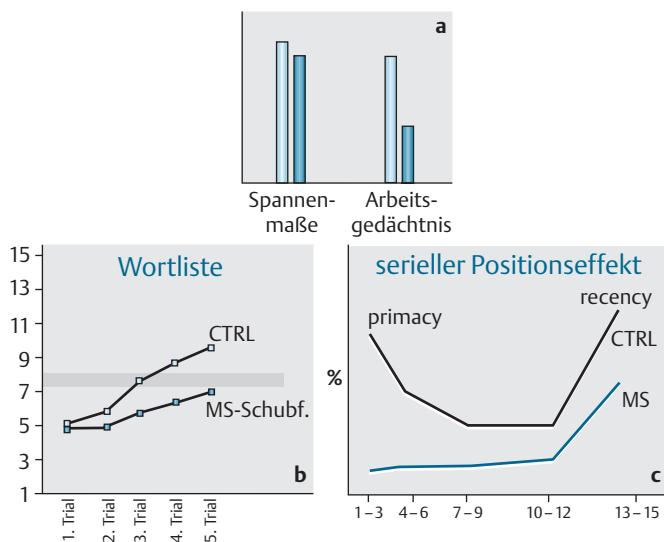 a
Spannen-
maße
Arbeits-
gedächtnis
15
13
11
9
7
5
3
1
Wortliste
CTRL
MS-Schubf.
b
1. Trial
2. Trial
3. Trial
4. Trial
5. Trial
serieller Positionseffekt
primacy
recency
CTRL
%
MS
c
1–3
4–6
7–9
10–12
13–15